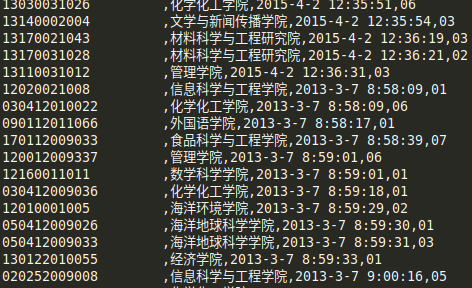 13030031026 ,化学化工学院,2015-4-2 12:35:51,06
13140002004 ,文学与新闻传播学院,2015-4-2 12:35:54,03
13170021043 ,材料科学与工程研究院,2015-4-2 12:36:19,03
13170031028 ,材料科学与工程研究院,2015-4-2 12:36:21,02
13110031012 ,管理学院,2015-4-2 12:36:31,03
12020021008 ,信息科学与工程学院,2013-3-7 8:58:09,01
030412010022 ,化学化工学院,2013-3-7 8:58:09,06
090112011066 ,外国语学院,2013-3-7 8:58:17,01
170112009033 ,食品科学与工程学院,2013-3-7 8:58:39,07
120012009337 ,管理学院,2013-3-7 8:59:01,06
12160011011 ,数学科学学院,2013-3-7 8:59:01,01
030412009036 ,化学化工学院,2013-3-7 8:59:18,01
12010001005 ,海洋环境学院,2013-3-7 8:59:29,02
050412009026 ,海洋地球科学学院,2013-3-7 8:59:30,01
050412009033 ,海洋地球科学学院,2013-3-7 8:59:31,03
130122010055 ,经济学院,2013-3-7 8:59:33,01
020252009008 ,信息科学与工程学院,2013-3-7 9:00:16,05